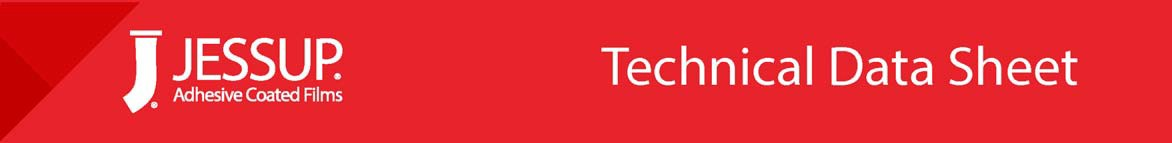 JESSUP.
Adhesive Coated Films
®
Technical Data Sheet